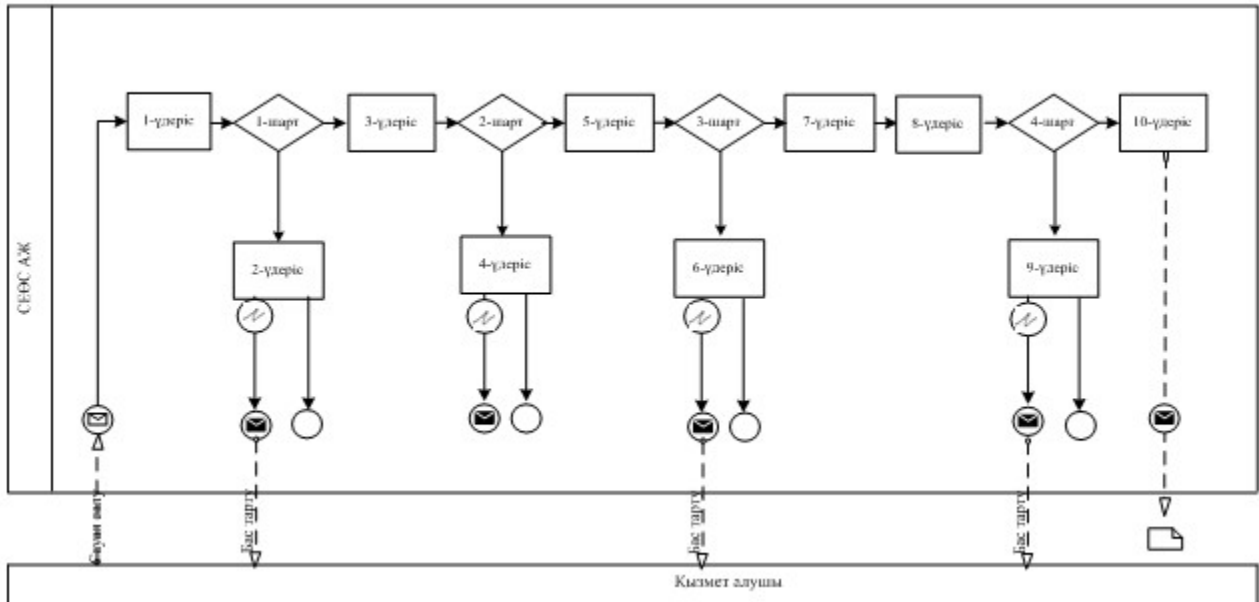 СЕӨС АЖ
1-үдеріс
1-шарт
3-үдеріс
2-шарт
5-үдеріс
3-шарт
7-үдеріс
8-үдеріс
4-шарт
10-үдеріс
2-үдеріс
4-үдеріс
6-үдеріс
9-үдеріс
Бас тарту
Бас тарту
Бас тарту
Қызмет алушы